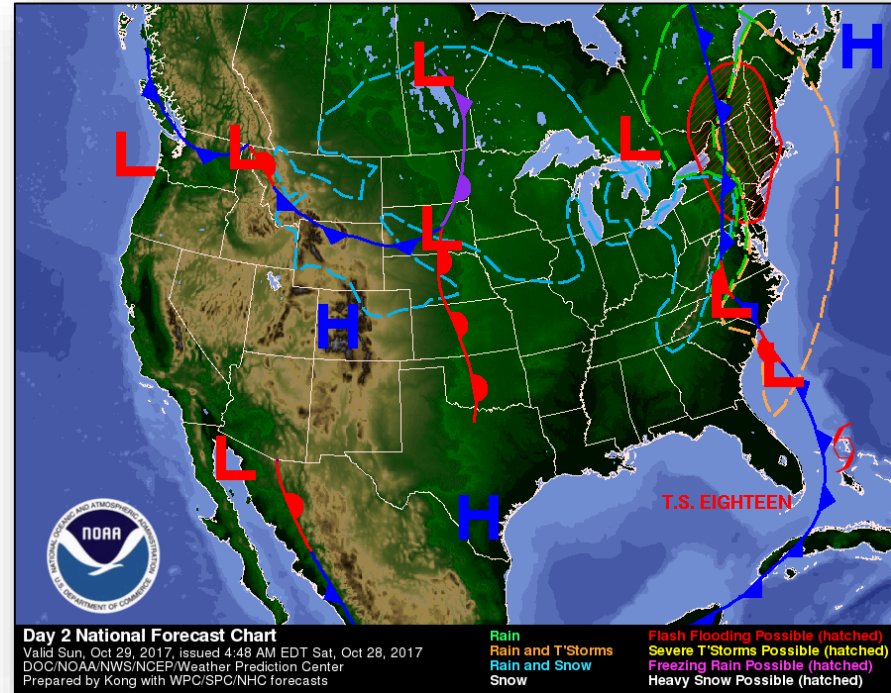 L
H
L
L
L
L
L
H
L
L
L
H
T.S. EIGHTEEN
NATIONAL OCEANIC AND ATMOSPHERIC ADMINISTRATION
NOAA
U.S. DEPARTMENT OF COMMERCE
Day 2 National Forecast Chart
Valid Sun, Oct 29, 2017, issued 4:48 AM EDT Sat, Oct 28, 2017
DOC/NOAA/NWS/NCEP/Weather Prediction Center
Prepared by Kong with WPC/SPC/NHC forecasts
Rain
Rain and T'Storms
Rain and Snow
Snow
Flash Flooding Possible (hatched)
Severe T'Storms Possible (hatched)
Freezing Rain Possible (hatched)
Heavy Snow Possible (hatched)